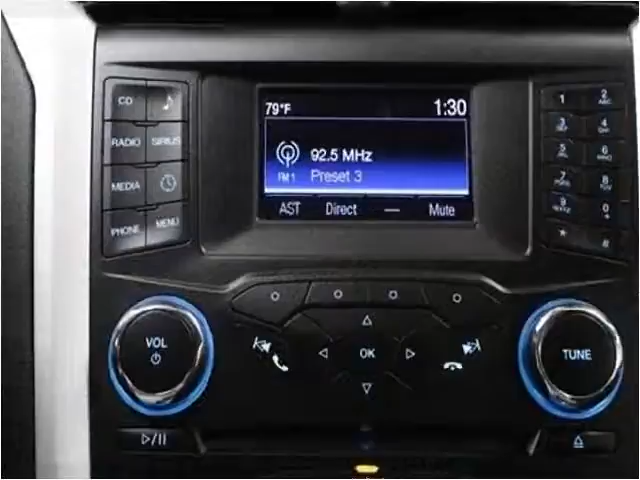 CD
RADIO SIRIUS
MEDIA
PHONE MENU
79°F 1:30
92.5 MHz
FM1 Preset 3
AST Direct — Mute
1 2 ABC
3 DEF 4 GHI
5 JKL 6 MNO
7 PQRS 8 TUV
9 WXYZ 0 +
* #
VOL
OK
TUNE